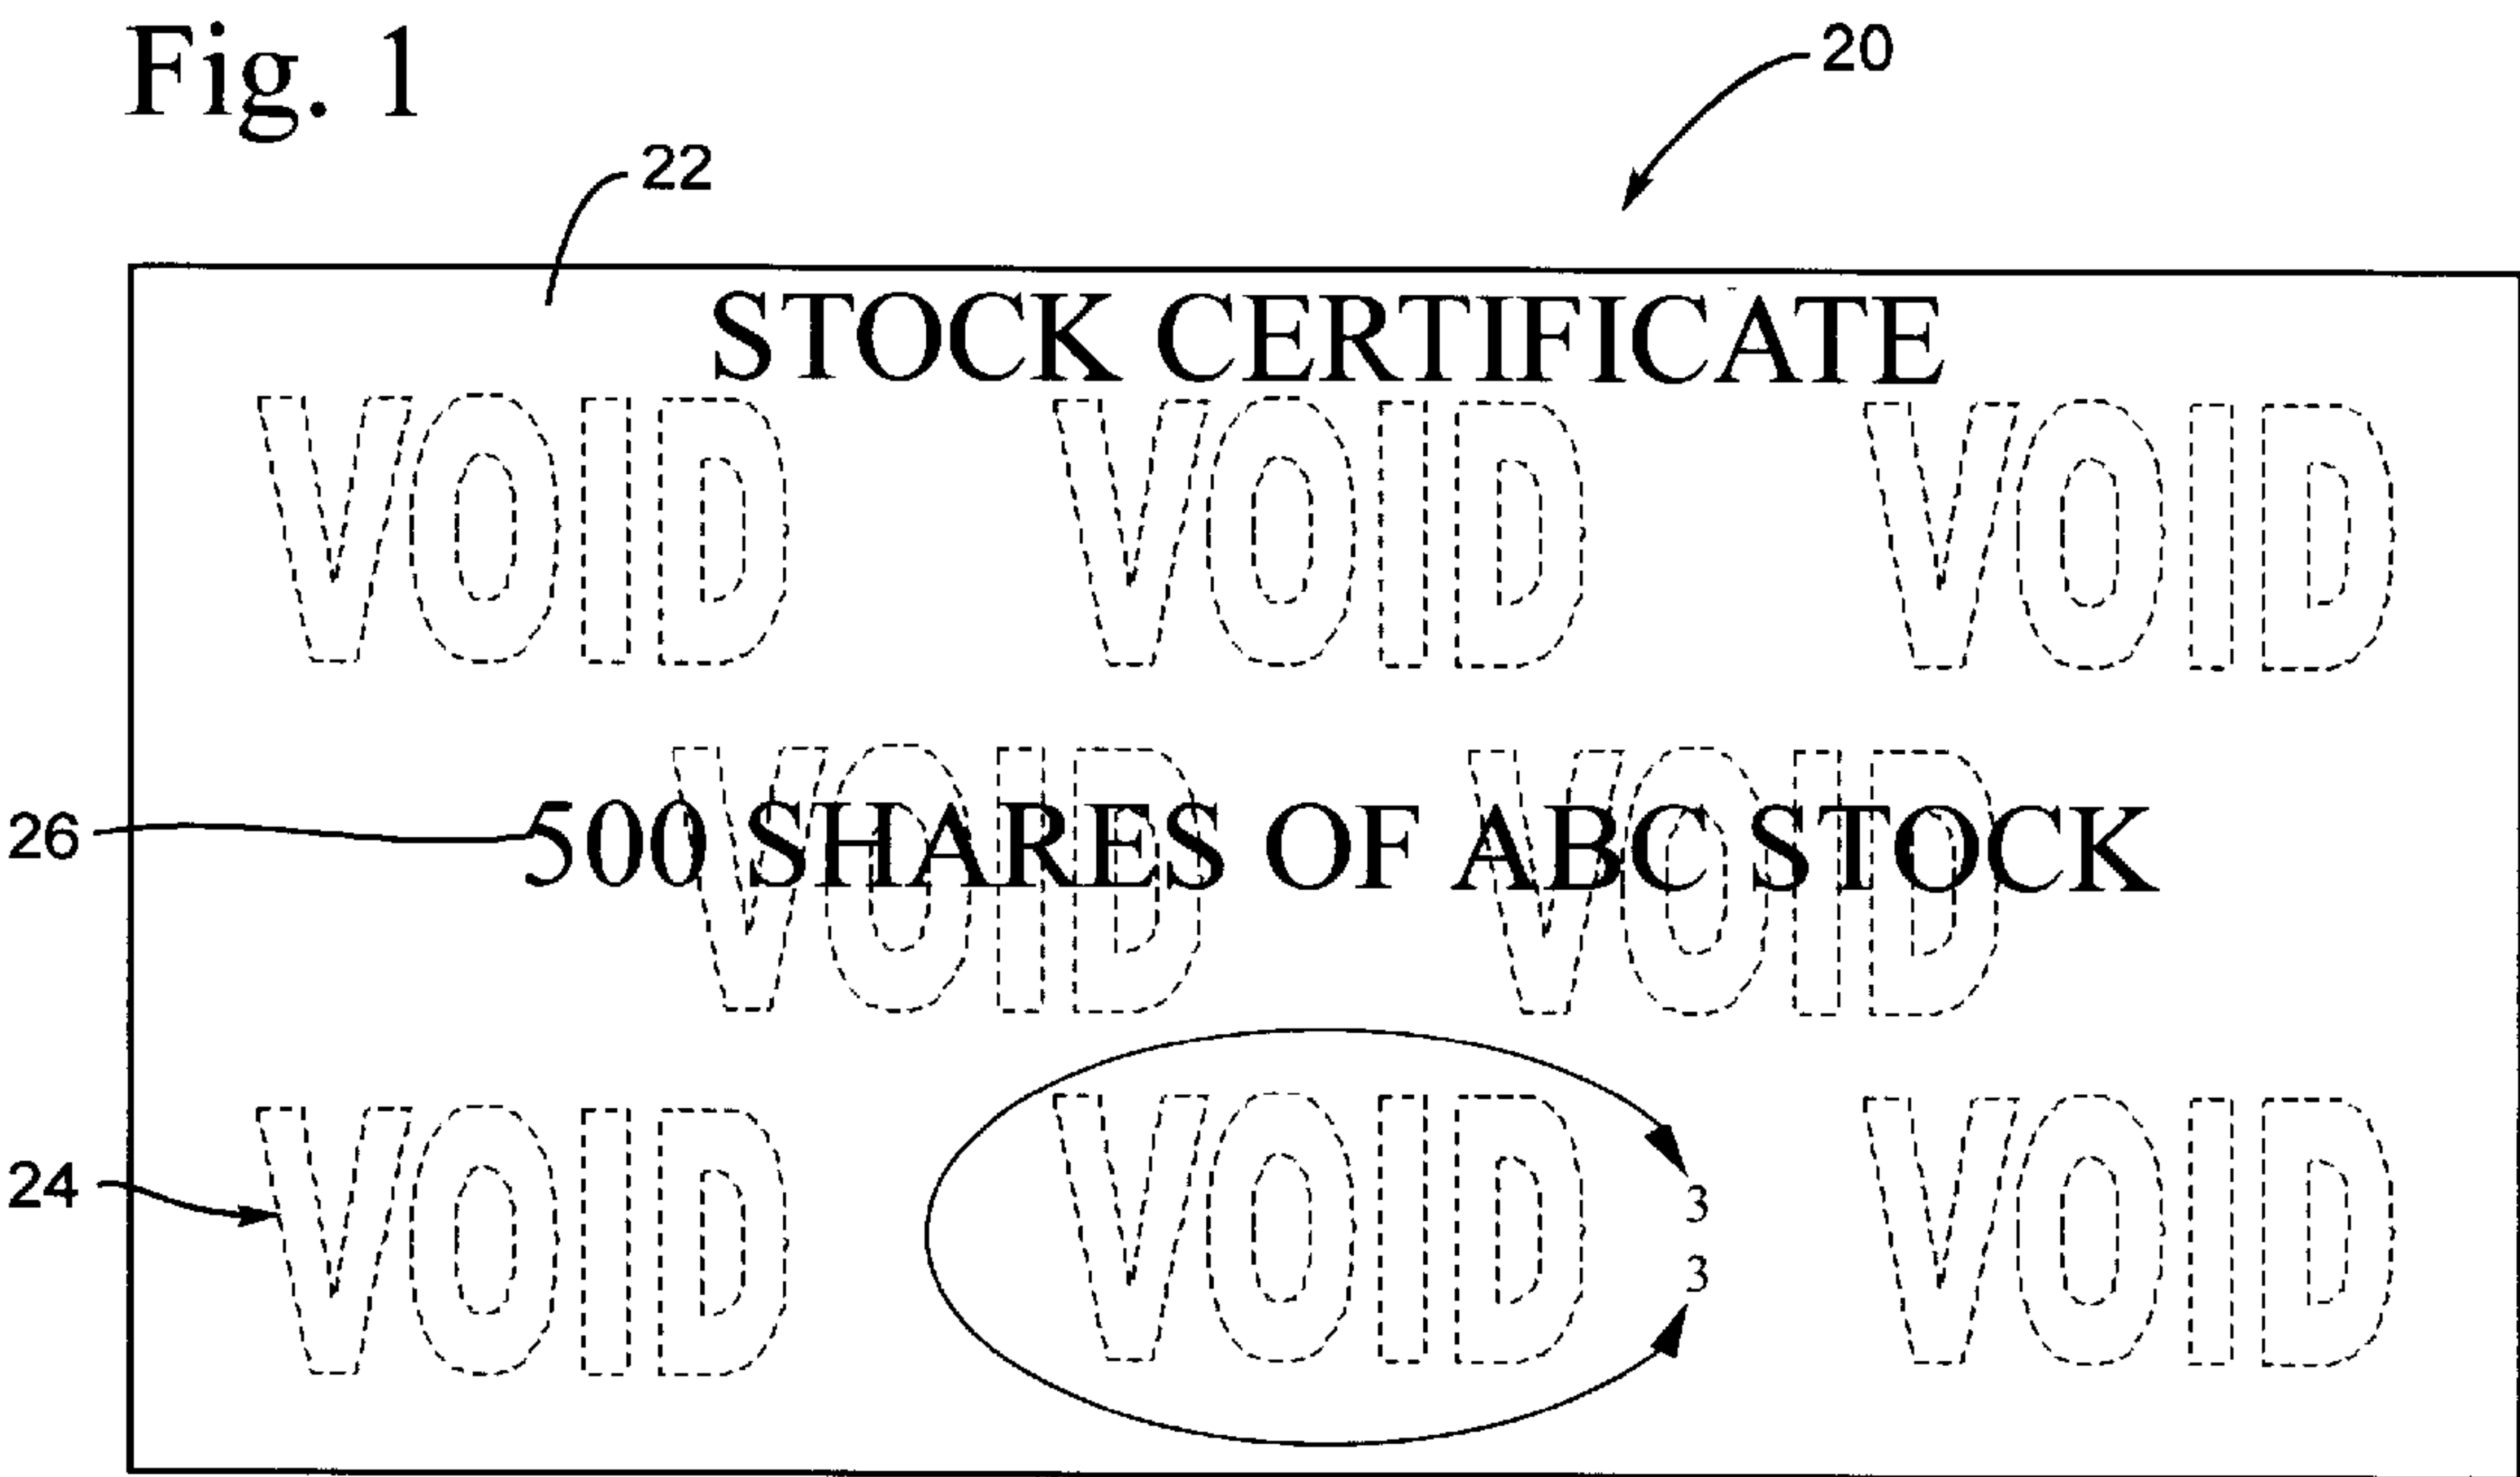 Fig. 1
20
22
STOCK CERTIFICATE
VOID VOID VOID
VOID VOID
26
500 SHARES OF ABC STOCK
24
VOID VOID VOID
3
3